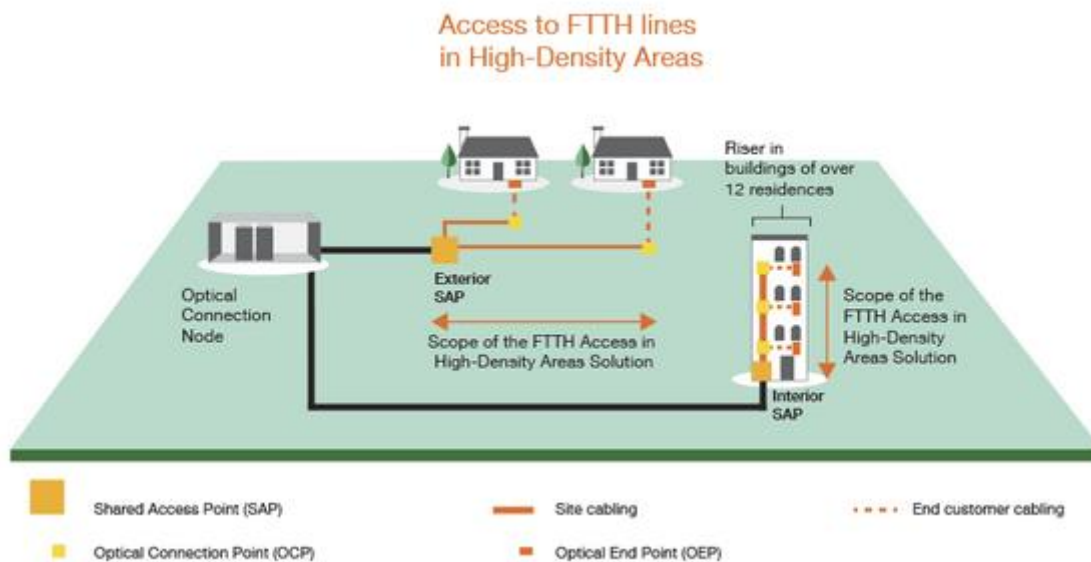 Access to FTTH lines
in High-Density Areas
Riser in
buildings of over
12 residences
Optical
Connection
Node
Exterior
SAP
Scope of the FTTH Access in
High-Density Areas Solution
Scope of the
FTTH Access in
High-Density
Areas Solution
Interior
SAP
Shared Access Point (SAP)
Site cabling
End customer cabling
Optical Connection Point (OCP)
Optical End Point (OEP)